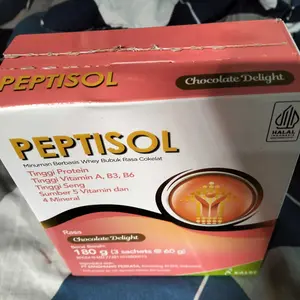 PEPTISOL
Chocolate Delight
PEPTISOL
Minuman Berbasis Whey Bubuk Rasa Cokelat
Tinggi Protein
Tinggi Vitamin A, B3, B6
Tinggi Seng
Sumber 5 Vitamin dan
4 Mineral
HALAL
INDONESIA
Rasa
Chocolate Delight
180 g (3 sachets @ 60 g)